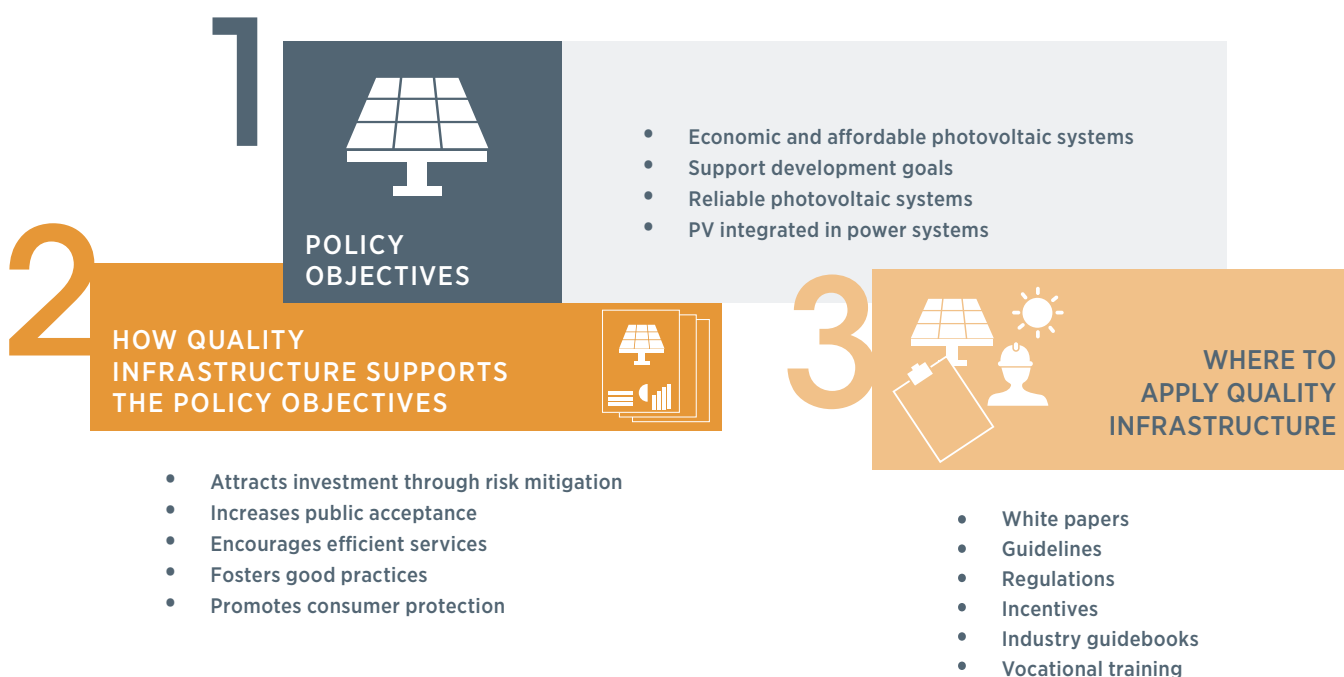 1
POLICY
OBJECTIVES
• Economic and affordable photovoltaic systems
• Support development goals
• Reliable photovoltaic systems
• PV integrated in power systems
2
HOW QUALITY
INFRASTRUCTURE SUPPORTS
THE POLICY OBJECTIVES
• Attracts investment through risk mitigation
• Increases public acceptance
• Encourages efficient services
• Fosters good practices
• Promotes consumer protection
3
WHERE TO
APPLY QUALITY
INFRASTRUCTURE
• White papers
• Guidelines
• Regulations
• Incentives
• Industry guidebooks
• Vocational training